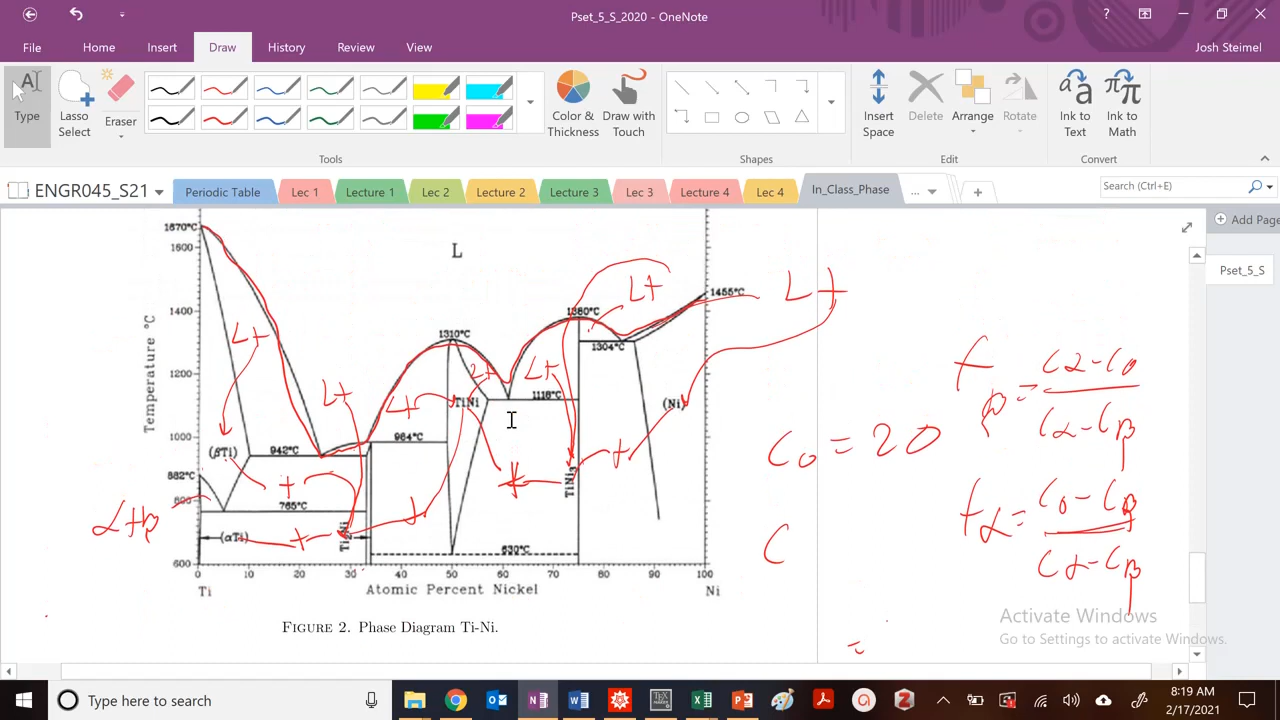 Pset_5_S_2020 - OneNote
?
File
Home
Insert
Draw
History
Review
View
Josh Steimel
Type
Lasso
Select
Eraser
Color &
Thickness
Draw with
Touch
Insert
Space
Delete
Arrange
Rotate
Ink to
Text
Ink to
Math
Tools
Shapes
Edit
Convert
ENGR045_S21
Periodic Table
Lec 1
Lecture 1
Lec 2
Lecture 2
Lecture 3
Lec 3
Lecture 4
Lec 4
In_Class_Phase
...
+
Search (Ctrl+E)
Add Page
Pset_5_S
1670°C
1600
L
1455°C
L+
L+
1400
1380°C
1310°C
1304°C
L+
Temperature °C
1200
L+
L+
L+
L+
TiNi
1118°C
(Ni)
1000
984°C
942°C
(βTi)
882°C
+
+
+
TiNi3
800
765°C
+
α+β
(αTi)
+
Ti2Ni
630°C
600
0 10 20 30 40 50 60 70 80 90 100
Ti
Atomic Percent Nickel
Ni
FIGURE 2. Phase Diagram Ti-Ni.
fβ = Cα-C0
Cα-Cβ
C0 = 20
fα = C0-Cβ
Cα-Cβ
C
=
Activate Windows
Go to Settings to activate Windows.
Type here to search
8:19 AM
2/17/2021